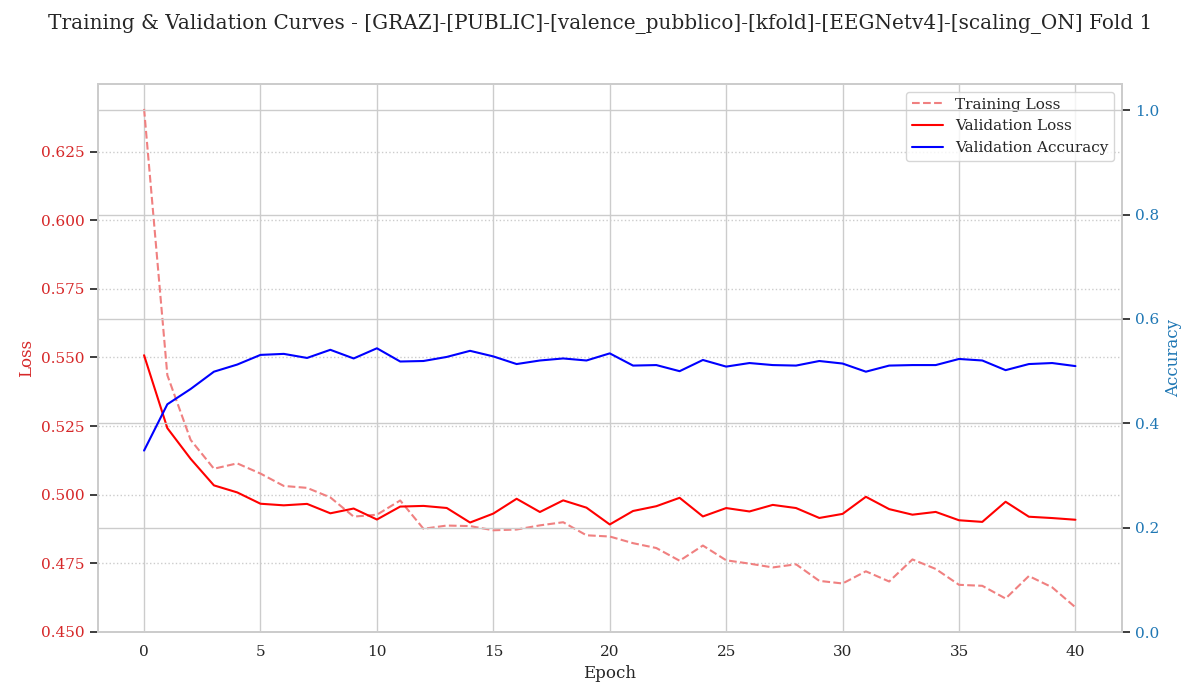 Training & Validation Curves - [GRAZ]-[PUBLIC]-[valence_pubblico]-[kfold]-[EEGNetv4]-[scaling_ON] Fold 1
Training Loss
Validation Loss
Validation Accuracy
Loss
0.625
0.600
0.575
0.550
0.525
0.500
0.475
0.450
1.0
0.8
0.6
0.4
0.2
0.0
Accuracy
0 5 10 15 20 25 30 35 40
Epoch